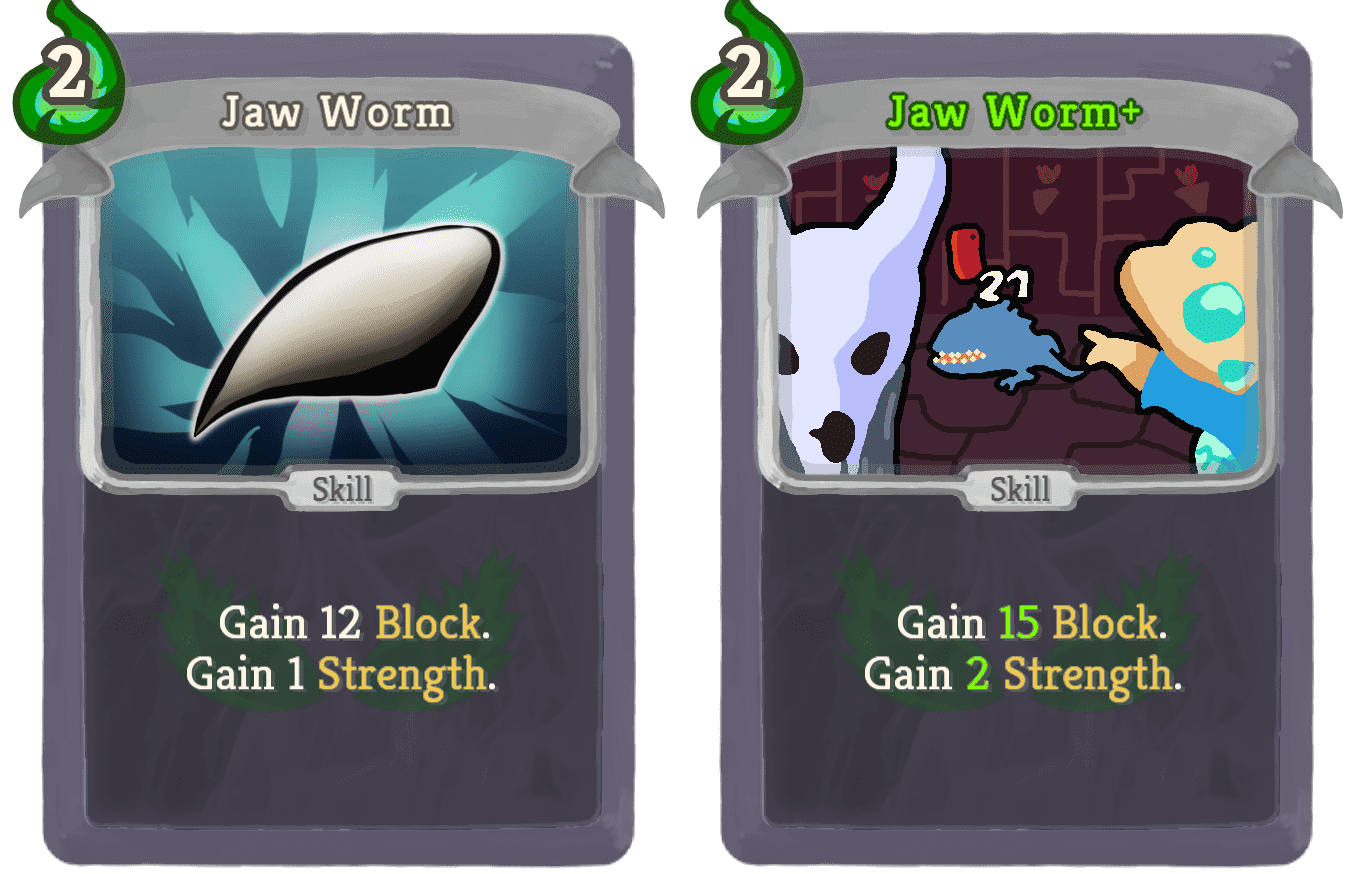 2
Jaw Worm
Skill
Gain 12 Block.
Gain 1 Strength.
2
Jaw Worm+
21
Skill
Gain 15 Block.
Gain 2 Strength.